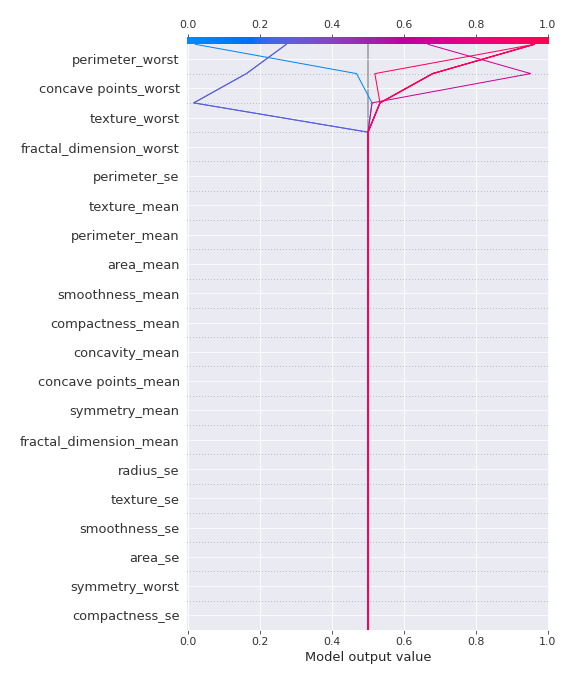 0.0 0.2 0.4 0.6 0.8 1.0
perimeter_worst
concave points_worst
texture_worst
fractal_dimension_worst
perimeter_se
texture_mean
perimeter_mean
area_mean
smoothness_mean
compactness_mean
concavity_mean
concave points_mean
symmetry_mean
fractal_dimension_mean
radius_se
texture_se
smoothness_se
area_se
symmetry_worst
compactness_se
0.0 0.2 0.4 0.6 0.8 1.0
Model output value